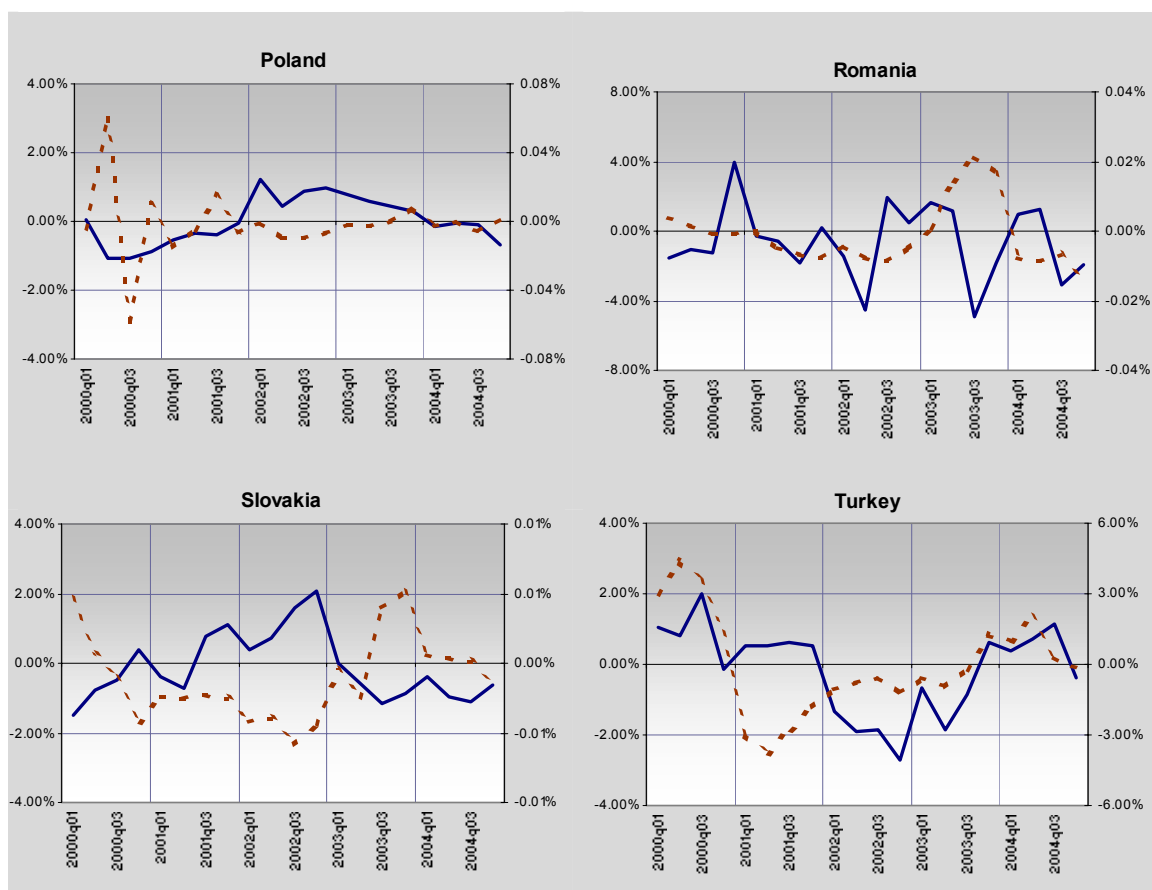 Poland
4.00%
2.00%
0.00%
-2.00%
-4.00%
0.08%
0.04%
0.00%
-0.04%
-0.08%
2000q01
2000q03
2001q01
2001q03
2002q01
2002q03
2003q01
2003q03
2004q01
2004q03
Romania
8.00%
4.00%
0.00%
-4.00%
-8.00%
0.04%
0.02%
0.00%
-0.02%
-0.04%
2000q01
2000q03
2001q01
2001q03
2002q01
2002q03
2003q01
2003q03
2004q01
2004q03
Slovakia
4.00%
2.00%
0.00%
-2.00%
-4.00%
0.01%
0.01%
0.00%
-0.01%
-0.01%
2000q01
2000q03
2001q01
2001q03
2002q01
2002q03
2003q01
2003q03
2004q01
2004q03
Turkey
4.00%
2.00%
0.00%
-2.00%
-4.00%
6.00%
3.00%
0.00%
-3.00%
-6.00%
2000q01
2000q03
2001q01
2001q03
2002q01
2002q03
2003q01
2003q03
2004q01
2004q03